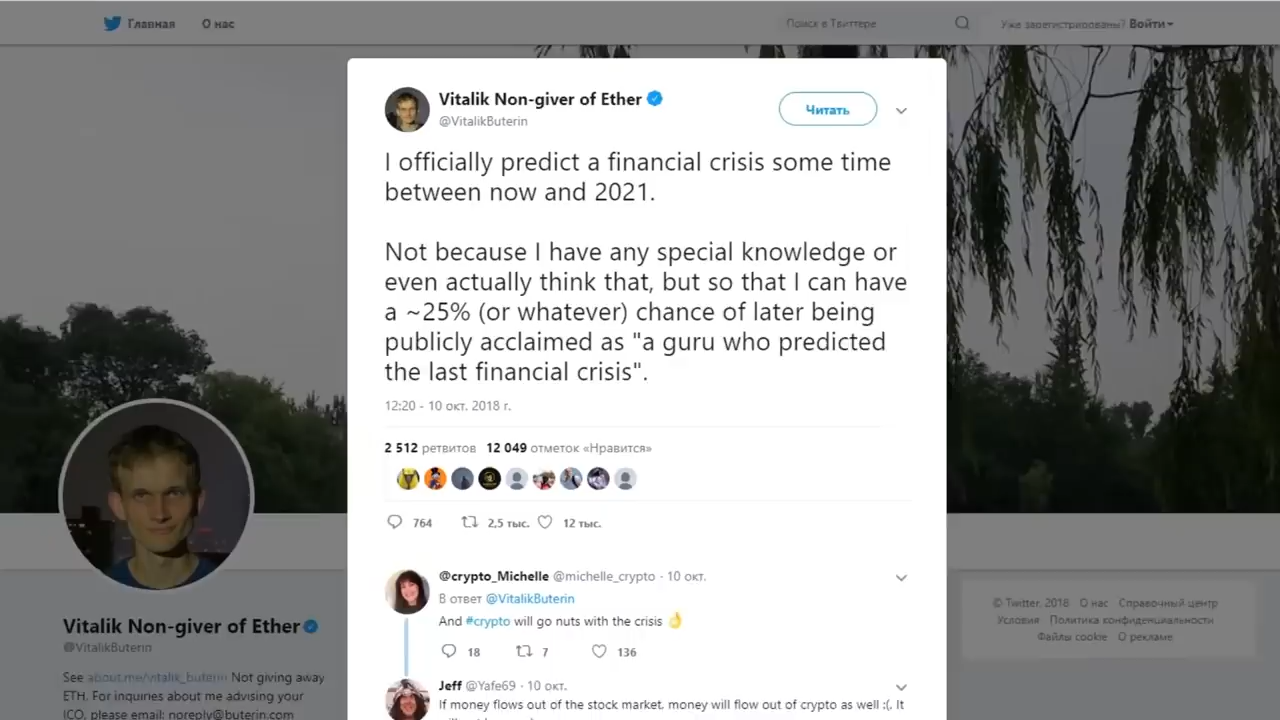 Главная О нас Поиск в Твиттере Уже зарегистрированы? Войти
Vitalik Non-giver of Ether
@VitalikButerin
Читать
I officially predict a financial crisis some time
between now and 2021.
Not because I have any special knowledge or
even actually think that, but so that I can have
a ~25% (or whatever) chance of later being
publicly acclaimed as "a guru who predicted
the last financial crisis".
12:20 - 10 окт. 2018 г.
2 512 ретвитов 12 049 отметок «Нравится»
764 2,5 тыс. 12 тыс.
@crypto_Michelle @michelle_crypto · 10 окт.
В ответ @VitalikButerin
And #crypto will go nuts with the crisis 👌
18 7 136
Jeff @Yafe69 · 10 окт.
If money flows out of the stock market, money will flow out of crypto as well :(. It
Vitalik Non-giver of Ether
@VitalikButerin
See about.me/vitalik_buterin Not giving away
ETH. For inquiries about me advising your
ICO, please email: noreply@buterin.com
© Twitter, 2018 О нас Справочный центр
Условия Политика конфиденциальности
Файлы cookie О рекламе